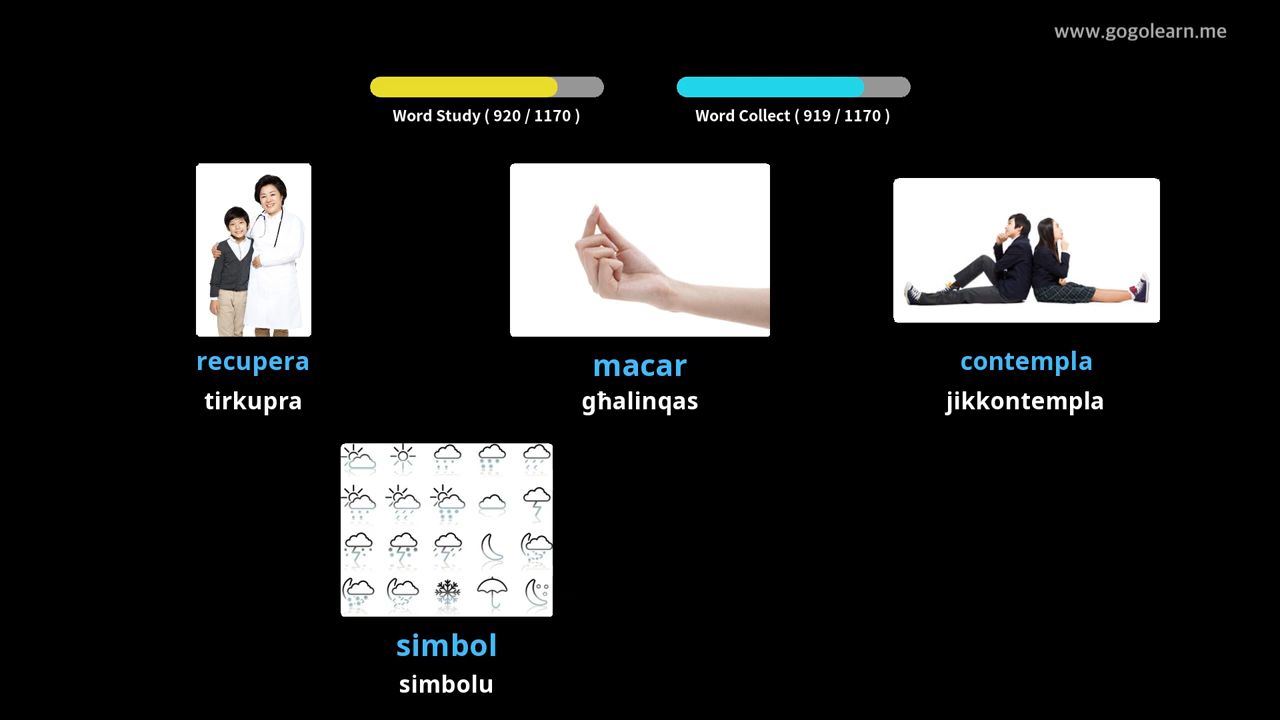 www.gogolearn.me
Word Study ( 920 / 1170 )
Word Collect ( 919 / 1170 )
recupera
tirkupra
macar
għalinqas
contempla
jikkontempla
simbol
simbolu